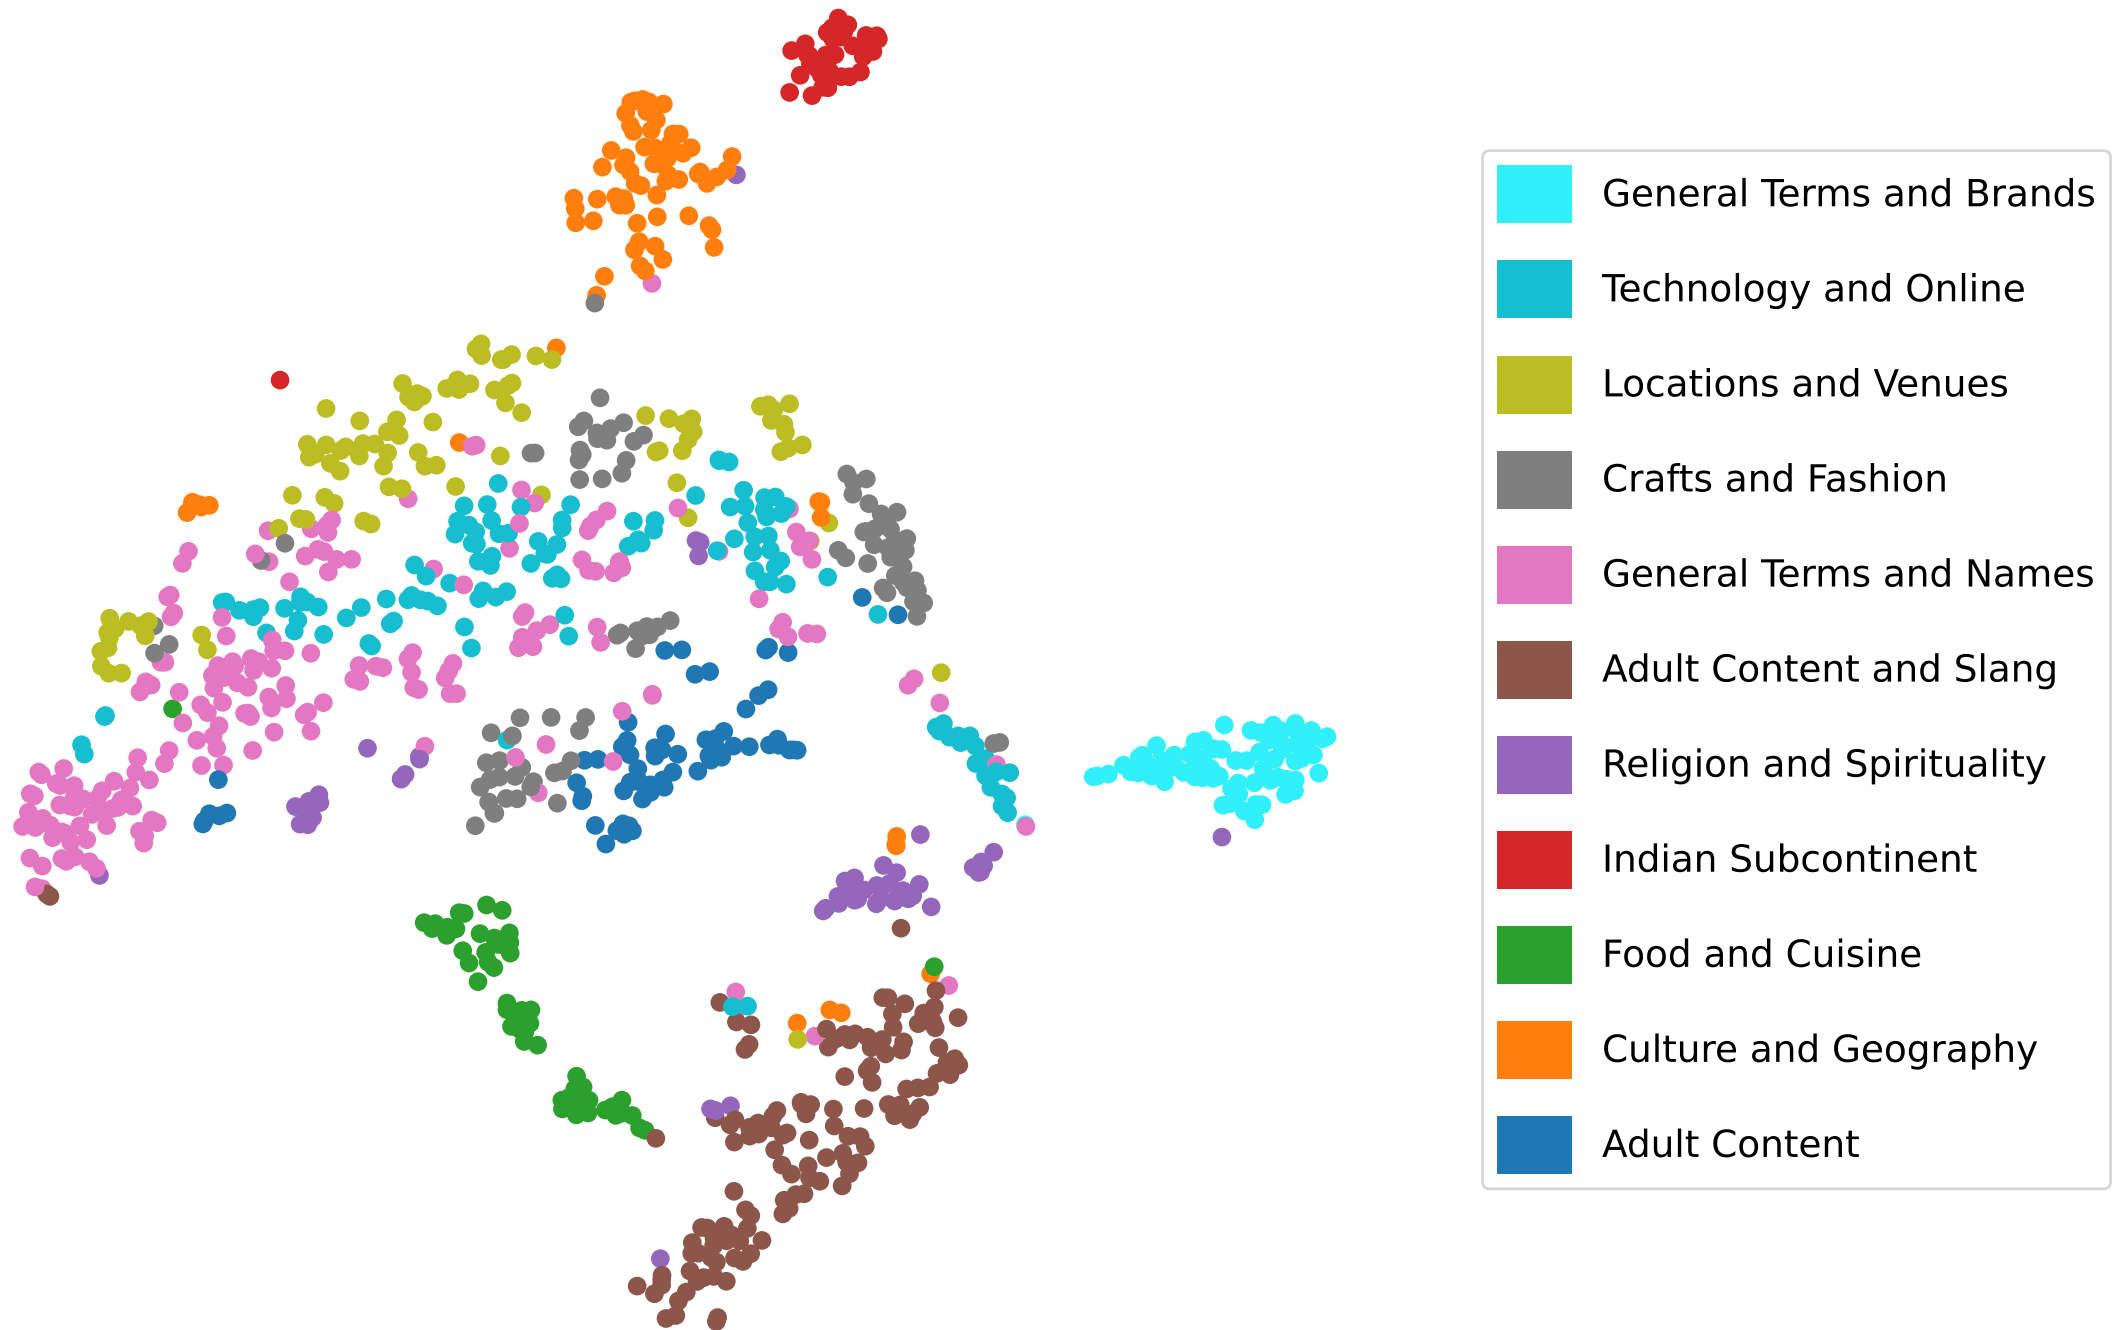 General Terms and Brands
Technology and Online
Locations and Venues
Crafts and Fashion
General Terms and Names
Adult Content and Slang
Religion and Spirituality
Indian Subcontinent
Food and Cuisine
Culture and Geography
Adult Content